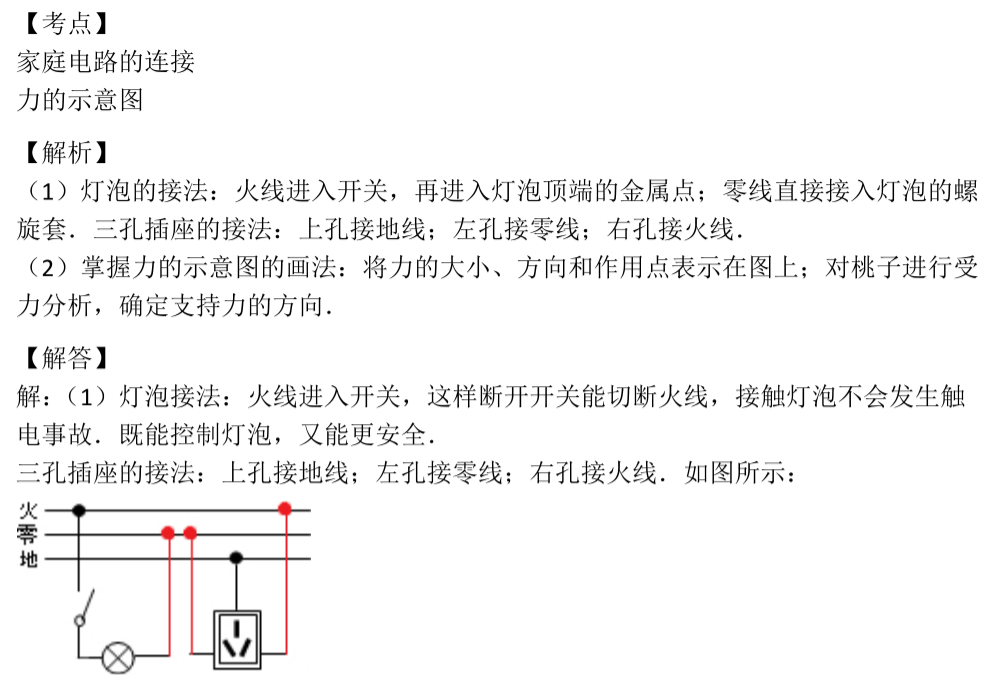 【考点】
家庭电路的连接
力的示意图
【解析】
（1）灯泡的接法：火线进入开关，再进入灯泡顶端的金属点；零线直接接入灯泡的螺
旋套．三孔插座的接法：上孔接地线；左孔接零线；右孔接火线．
（2）掌握力的示意图的画法：将力的大小、方向和作用点表示在图上；对桃子进行受
力分析，确定支持力的方向．
【解答】
解：（1）灯泡接法：火线进入开关，这样断开开关能切断火线，接触灯泡不会发生触
电事故．既能控制灯泡，又能更安全．
三孔插座的接法：上孔接地线；左孔接零线；右孔接火线．如图所示：
火
零
地